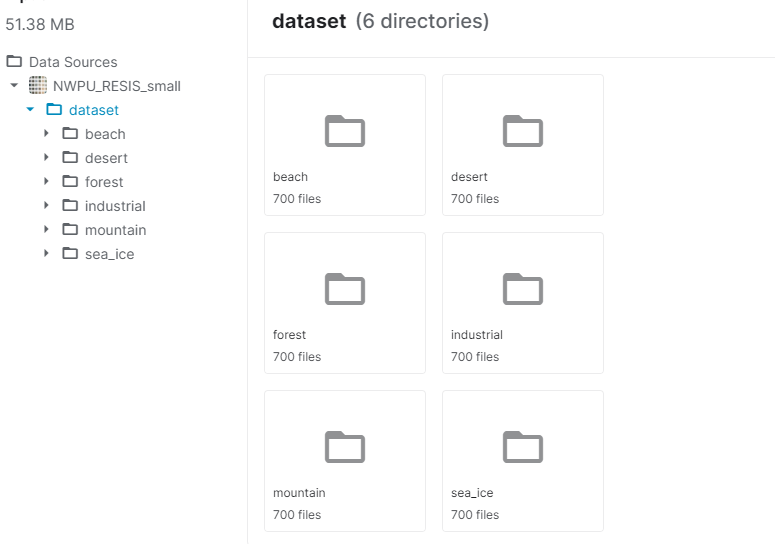 51.38 MB
Data Sources
NWPU_RESIS_small
dataset
beach
desert
forest
industrial
mountain
sea_ice
dataset (6 directories)
beach
700 files
desert
700 files
forest
700 files
industrial
700 files
mountain
700 files
sea_ice
700 files